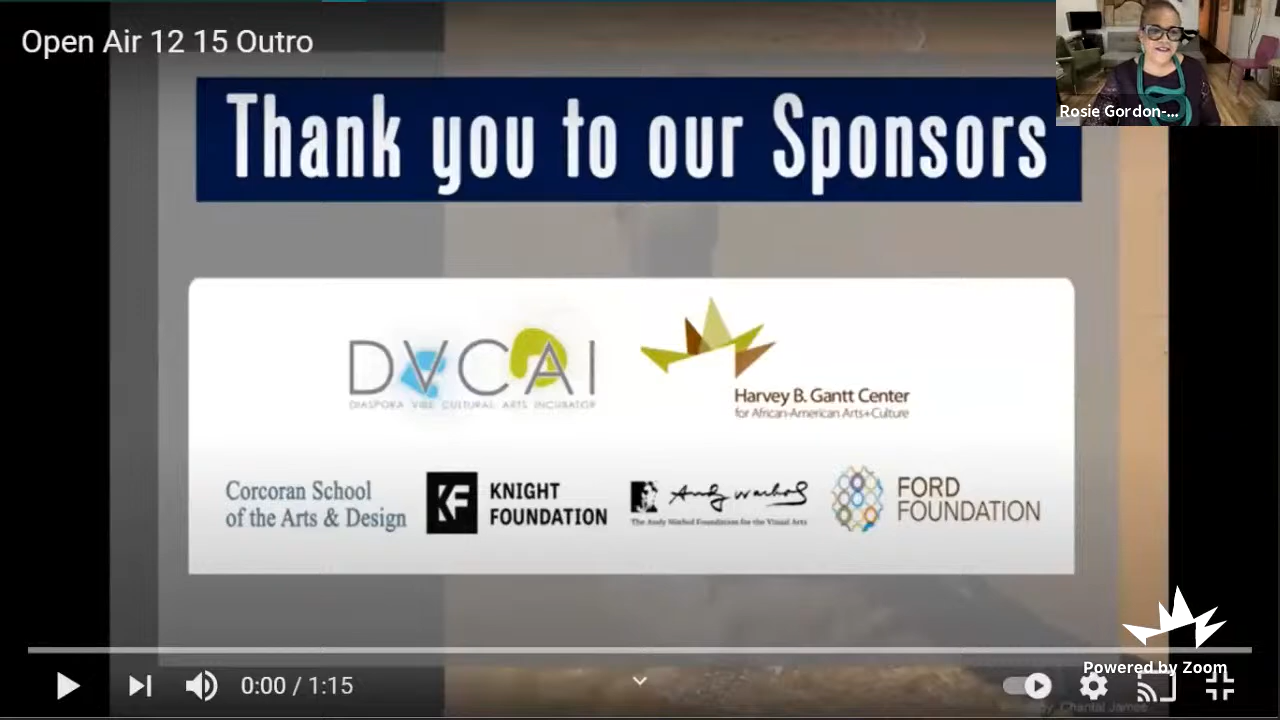 Open Air 12 15 Outro
Rosie Gordon-...
Thank you to our Sponsors
DVCAI
DIASPORA VIBE CULTURAL ARTS INCUBATOR
Harvey B. Gantt Center
for African-American Arts+Culture
Corcoran School
of the Arts & Design
KF
KNIGHT
FOUNDATION
Andy Warhol
The Andy Warhol Foundation for the Visual Arts
FORD
FOUNDATION
Powered by Zoom
0:00 / 1:15
Chantal James